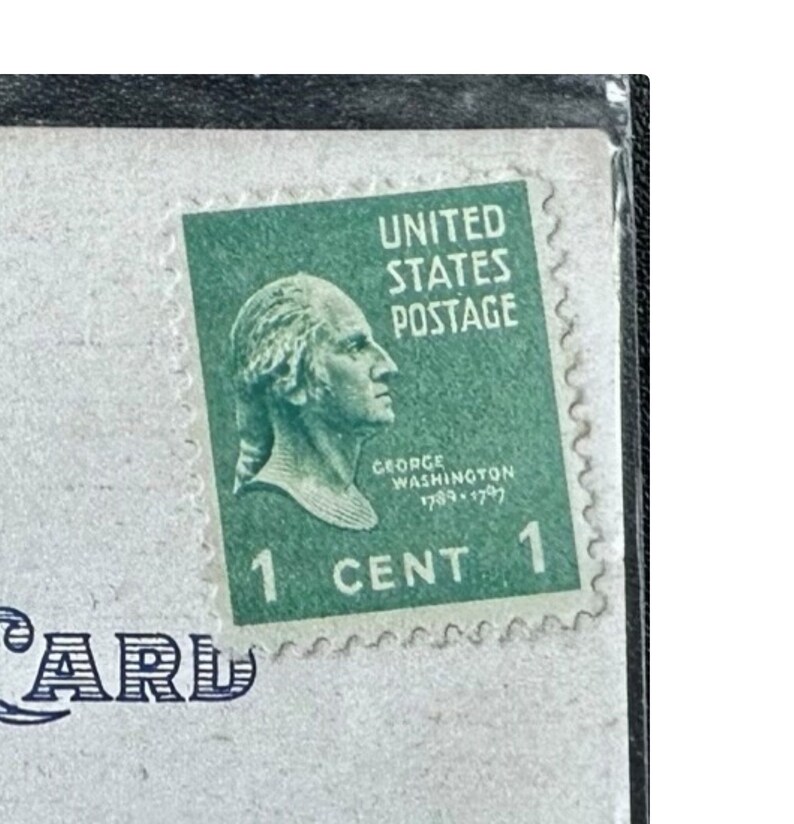 UNITED
STATES
POSTAGE
GEORGE
WASHINGTON
1789 • 1797
1 CENT 1
CARD